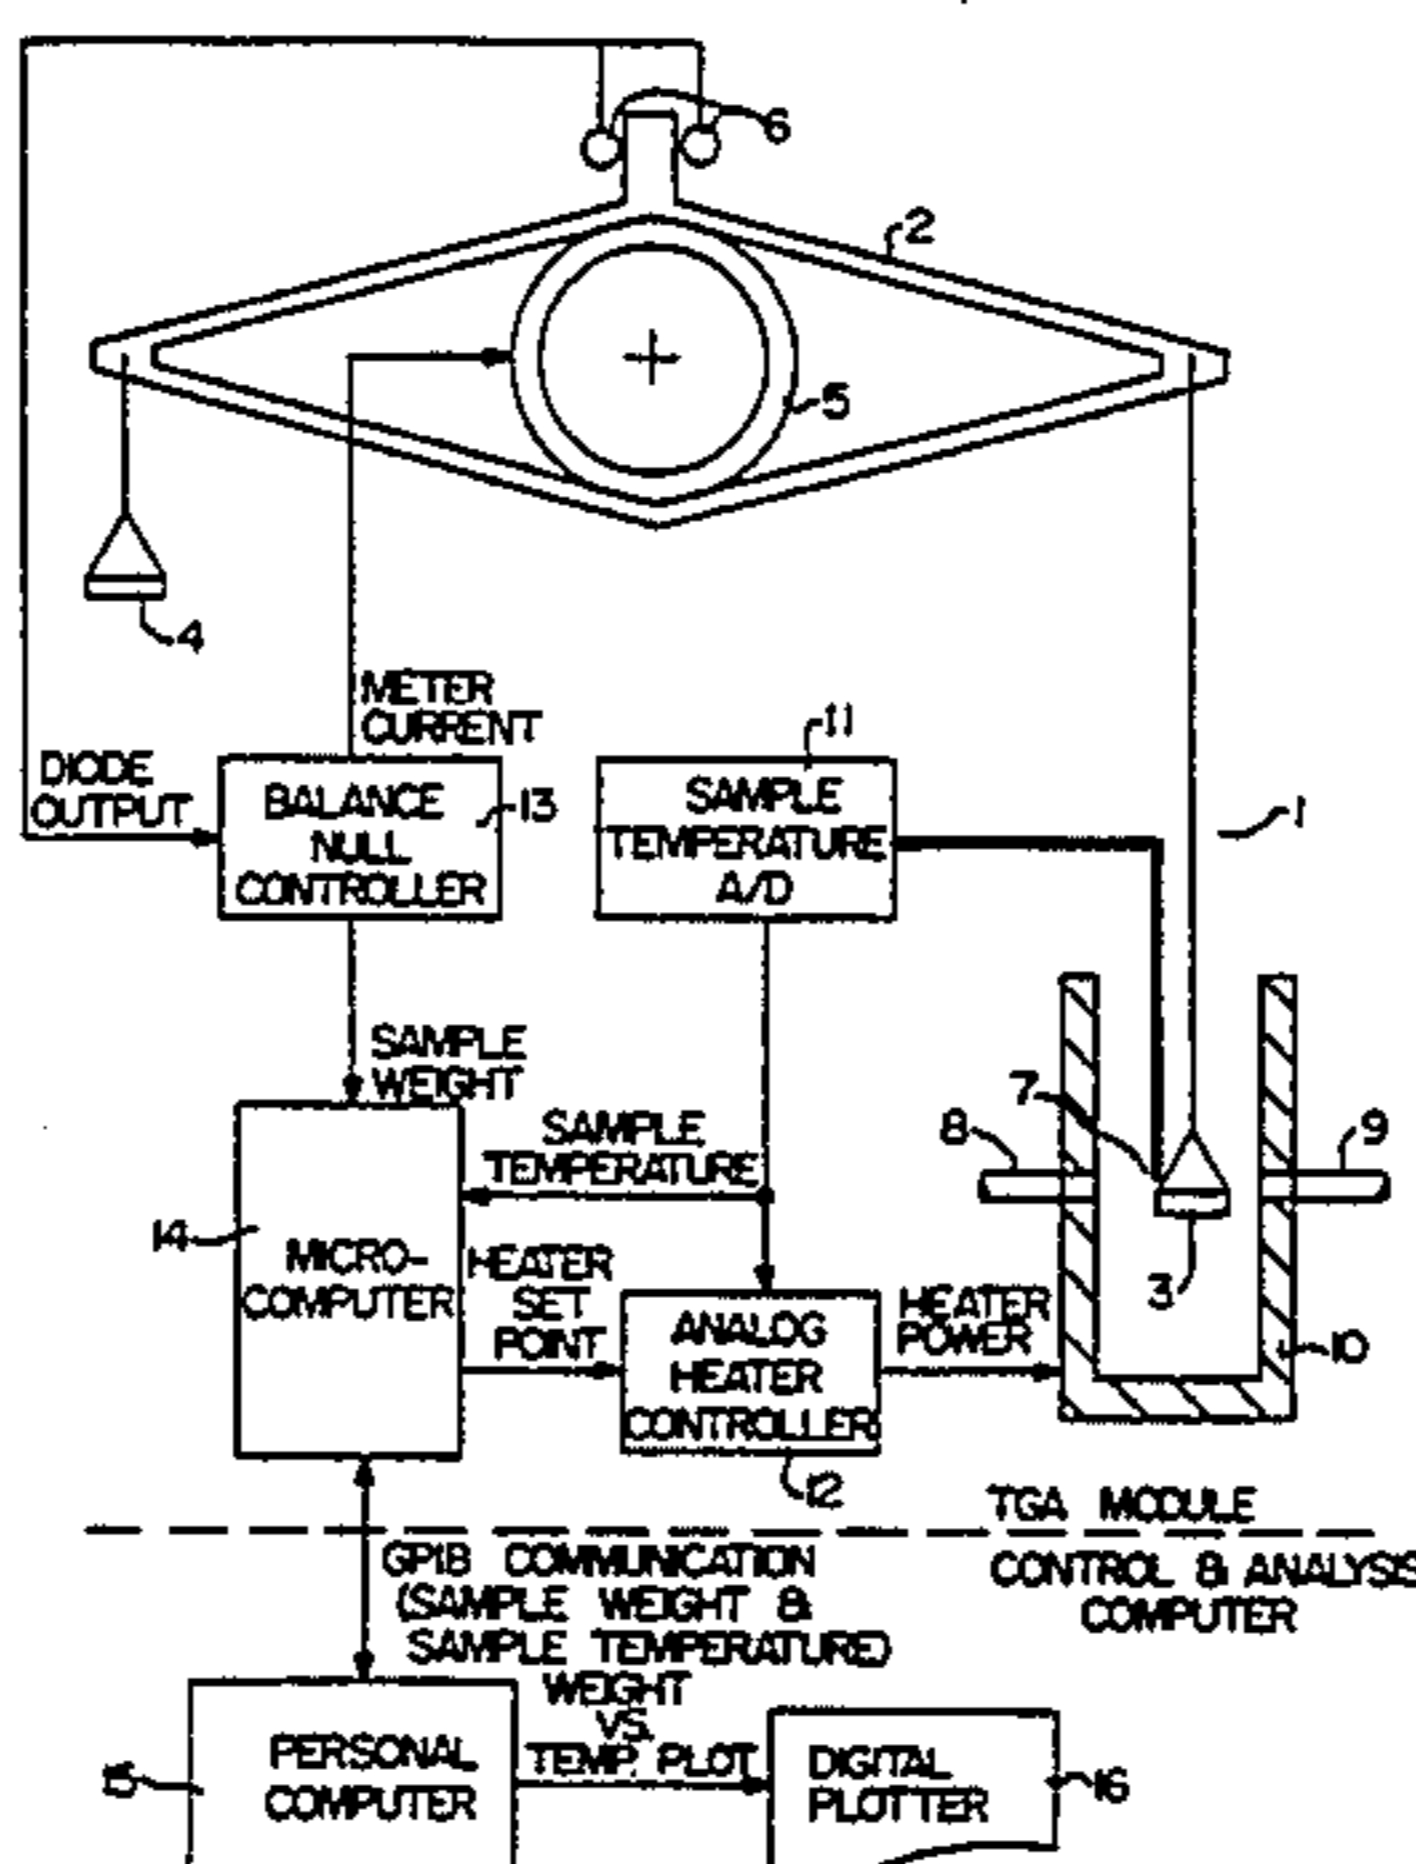 6
2
5
4
METER
CURRENT
11
DIODE
OUTPUT
BALANCE
NULL
CONTROLLER
13
SAMPLE
TEMPERATURE
A/D
1
SAMPLE
WEIGHT
7
8
9
SAMPLE
TEMPERATURE
14
MICRO-
COMPUTER
HEATER
SET
POINT
ANALOG
HEATER
CONTROLLER
HEATER
POWER
3
10
12
TGA MODULE
GPIB COMMUNICATION
(SAMPLE WEIGHT &
SAMPLE TEMPERATURE)
CONTROL & ANALYSIS
COMPUTER
WEIGHT
VS.
TEMP. PLOT
15
PERSONAL
COMPUTER
DIGITAL
PLOTTER
16